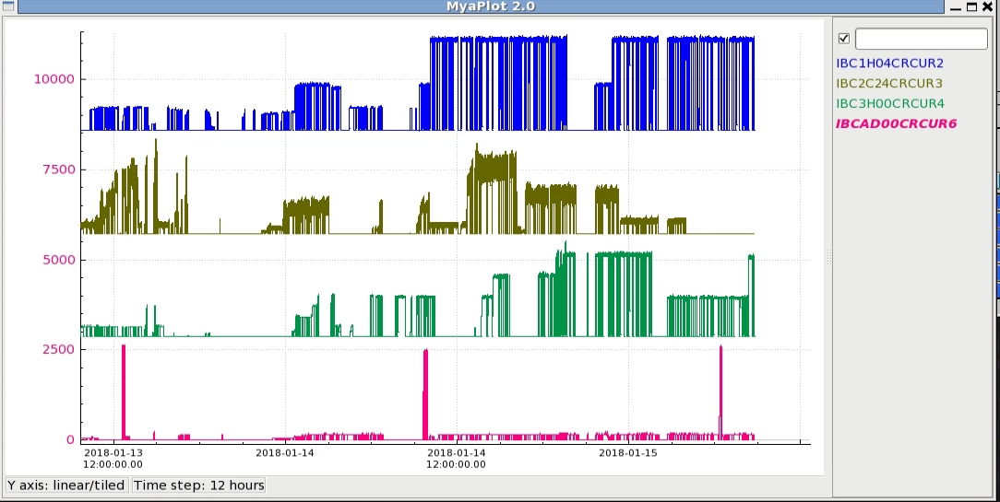 MyaPlot 2.0
IBC1H04CRCUR2
IBC2C24CRCUR3
IBC3H00CRCUR4
IBCAD00CRCUR6
10000
7500
5000
2500
0
2018-01-13 2018-01-14 2018-01-14 2018-01-15
12:00:00.00 12:00:00.00
Y axis: linear/tiled Time step: 12 hours